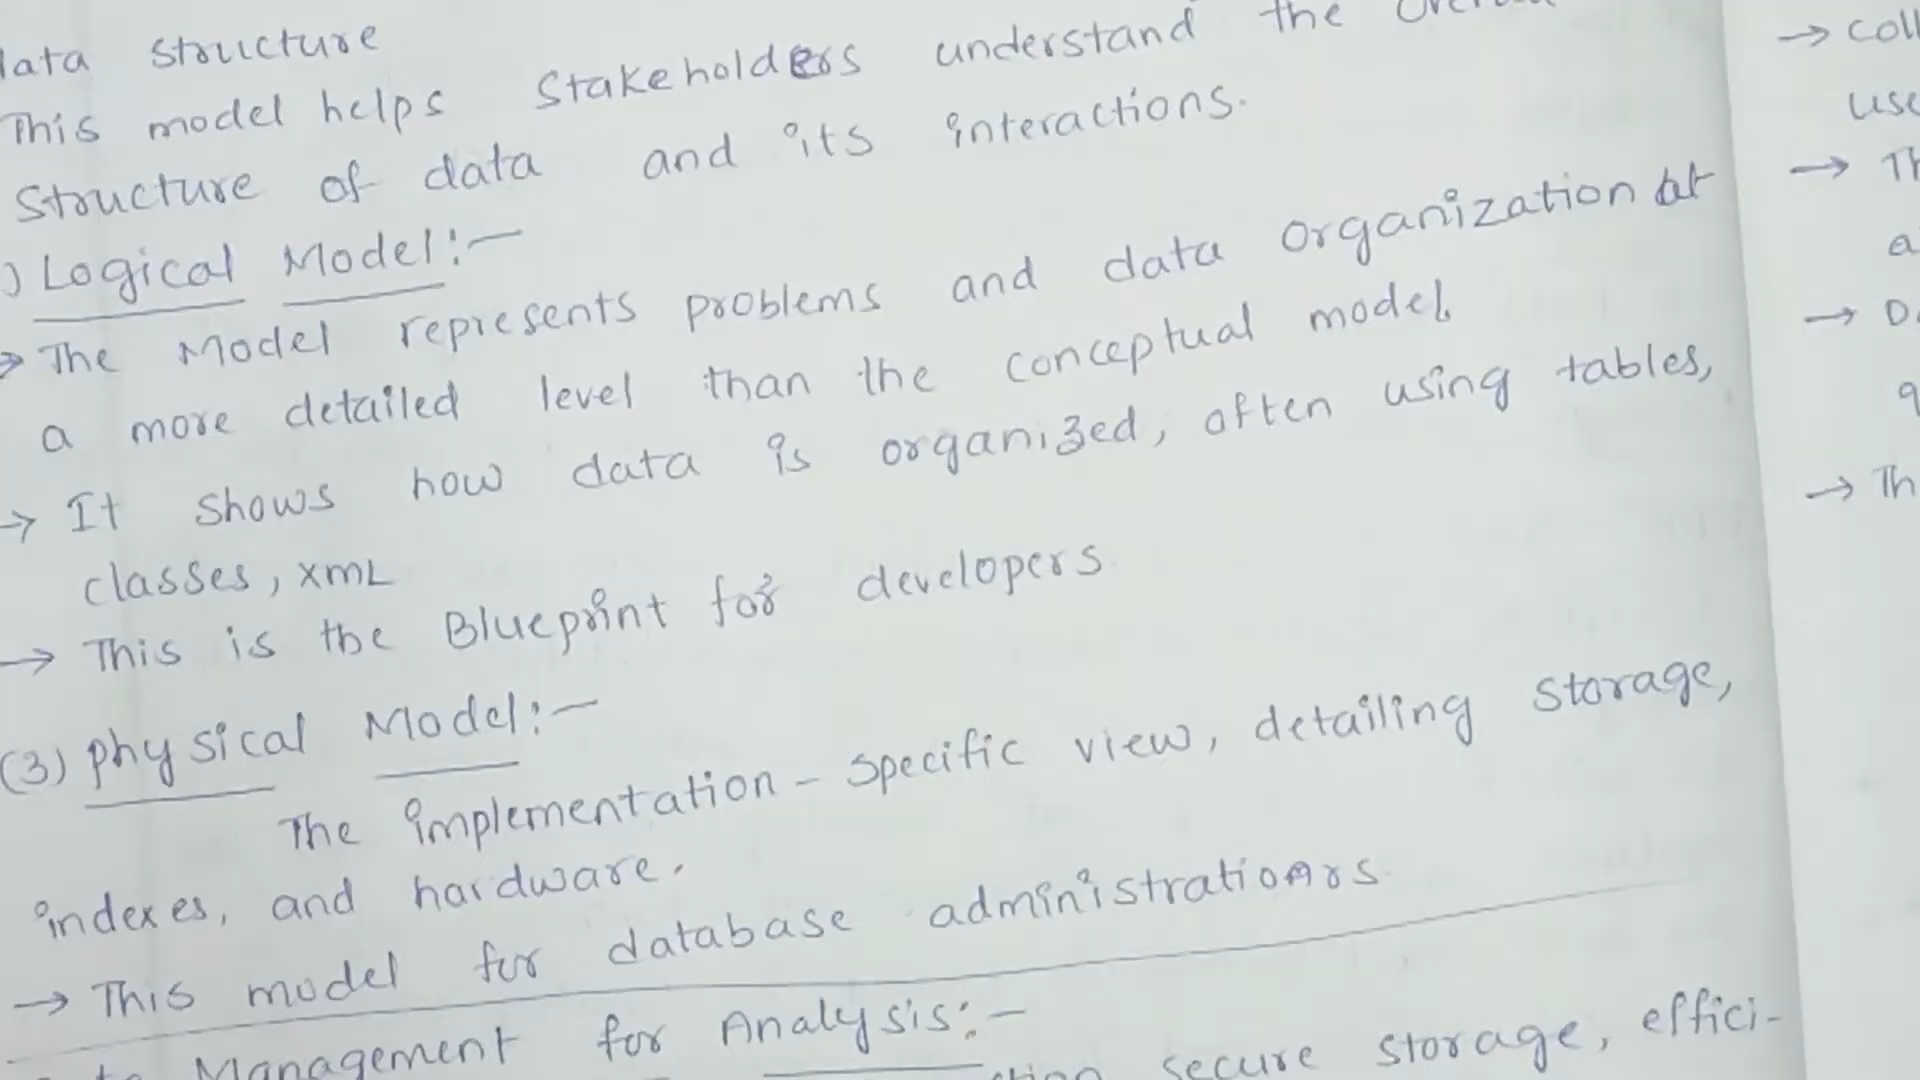 data structure
This model helps stakeholders understand the
structure of data and its interactions.
) Logical Model:-
→ The Model represents problems and data organization at
a more detailed level than the conceptual model.
→ It shows how data is organized, often using tables,
classes, XML
→ This is the Blueprint for developers.
(3) physical Model:-
The implementation - specific view, detailing storage,
indexes, and hardware.
→ This model for database administrationrs.
Management for Analysis:-
secure storage, effici-
→ coll
use
→ Th
a
→ D
q
→ Th